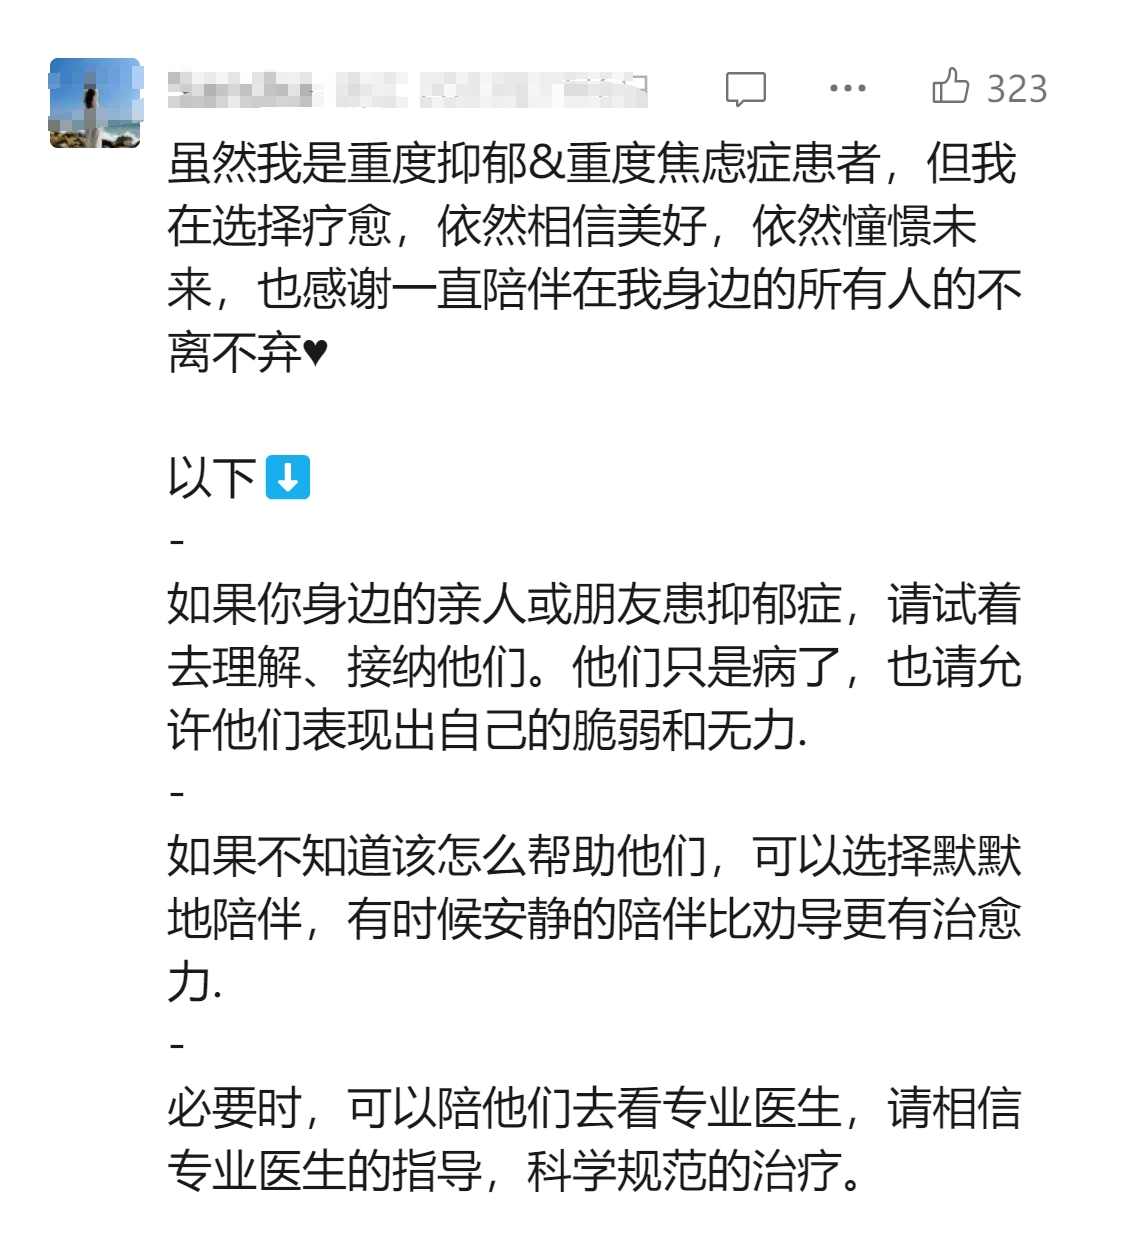 323
虽然我是重度抑郁&重度焦虑症患者，但我
在选择疗愈，依然相信美好，依然憧憬未
来，也感谢一直陪伴在我身边的所有人的不
离不弃♥
以下⬇️
-
如果你身边的亲人或朋友患抑郁症，请试着
去理解、接纳他们。他们只是病了，也请允
许他们表现出自己的脆弱和无力.
-
如果不知道该怎么帮助他们，可以选择默默
地陪伴，有时候安静的陪伴比劝导更有治愈
力.
-
必要时，可以陪他们去看专业医生，请相信
专业医生的指导，科学规范的治疗。